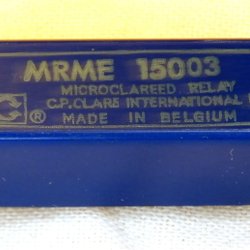 MRME 15003
MICROCLAREED RELAY
C.P. CLARE INTERNATIONAL
® MADE IN BELGIUM